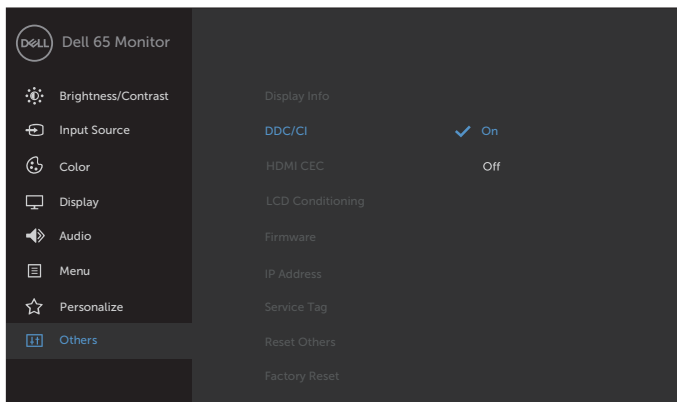 DELL Dell 65 Monitor
Brightness/Contrast
Display Info
Input Source
DDC/CI
On
Color
HDMI CEC
Off
Display
LCD Conditioning
Audio
Firmware
Menu
IP Address
Personalize
Service Tag
Others
Reset Others
Factory Reset